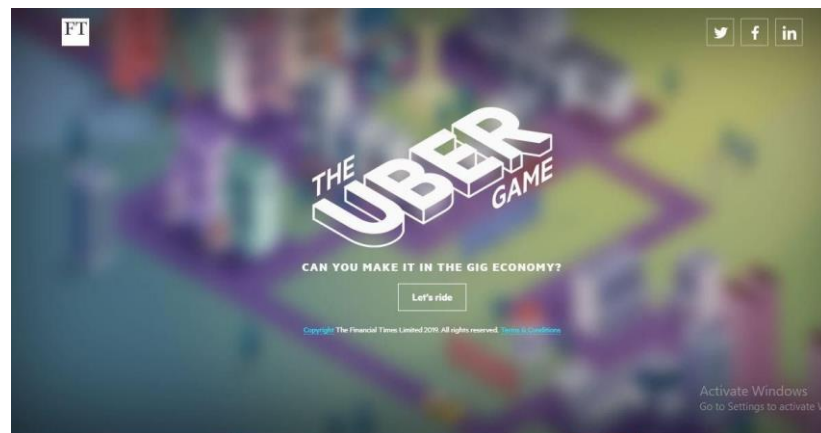 FT
THE
UBER
GAME
CAN YOU MAKE IT IN THE GIG ECONOMY?
Let's ride
Copyright The Financial Times Limited 2019. All rights reserved. Terms & Conditions
Activate Windows
Go to Settings to activate